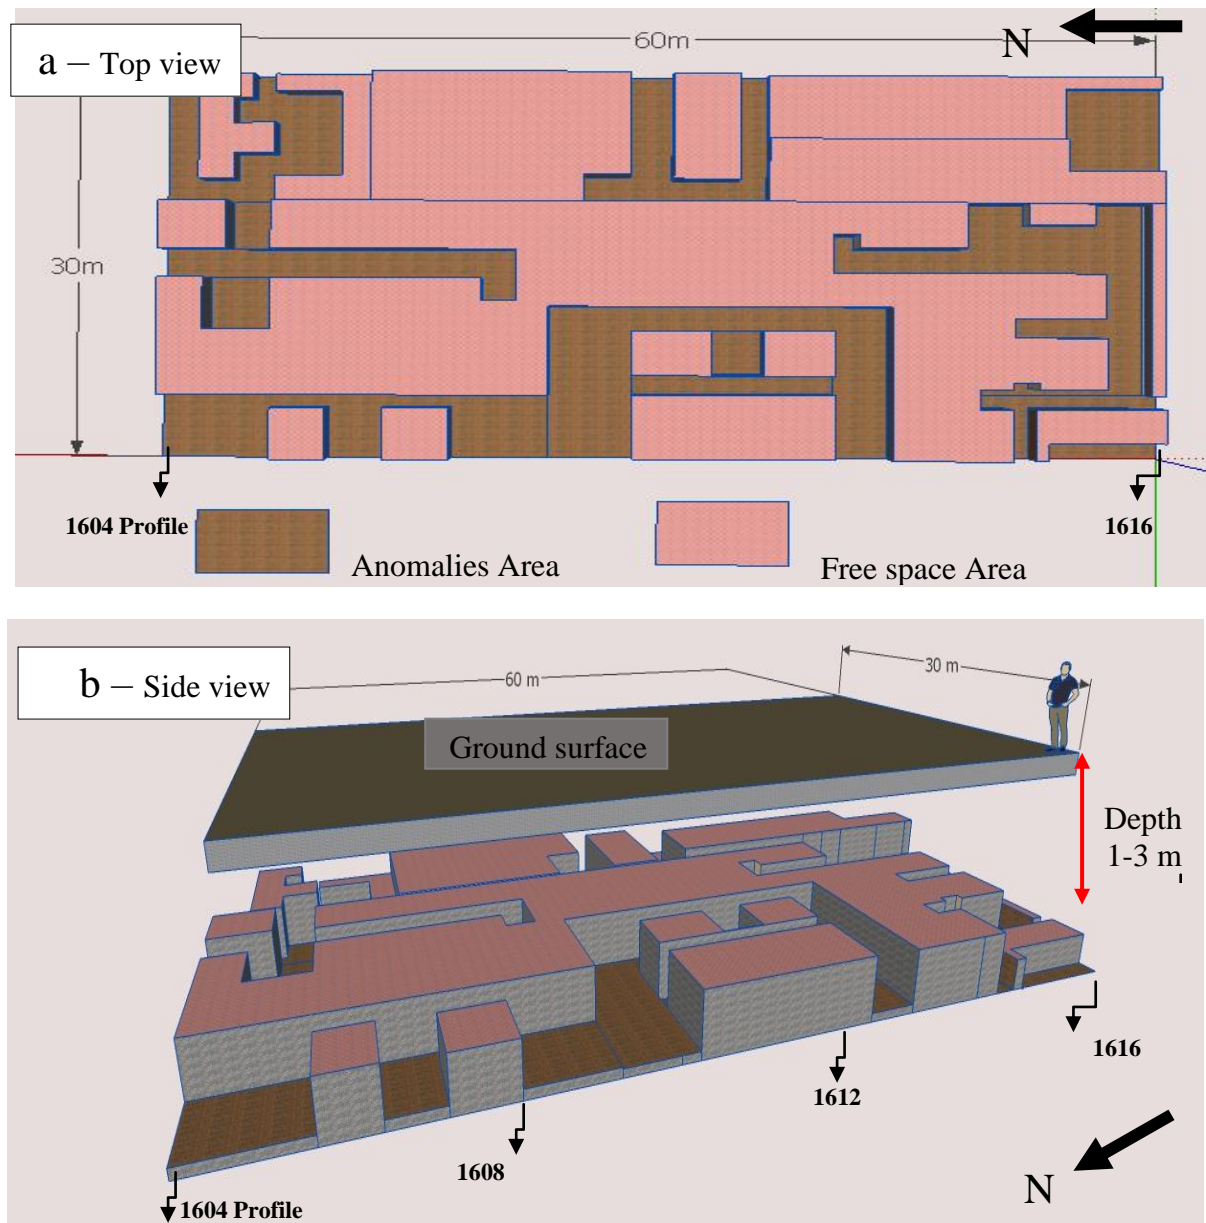 a – Top view
60m
N
30m
1604 Profile
1616
Anomalies Area
Free space Area
b – Side view
60 m
30 m
Ground surface
Depth
1-3 m
1616
1612
1608
N
1604 Profile